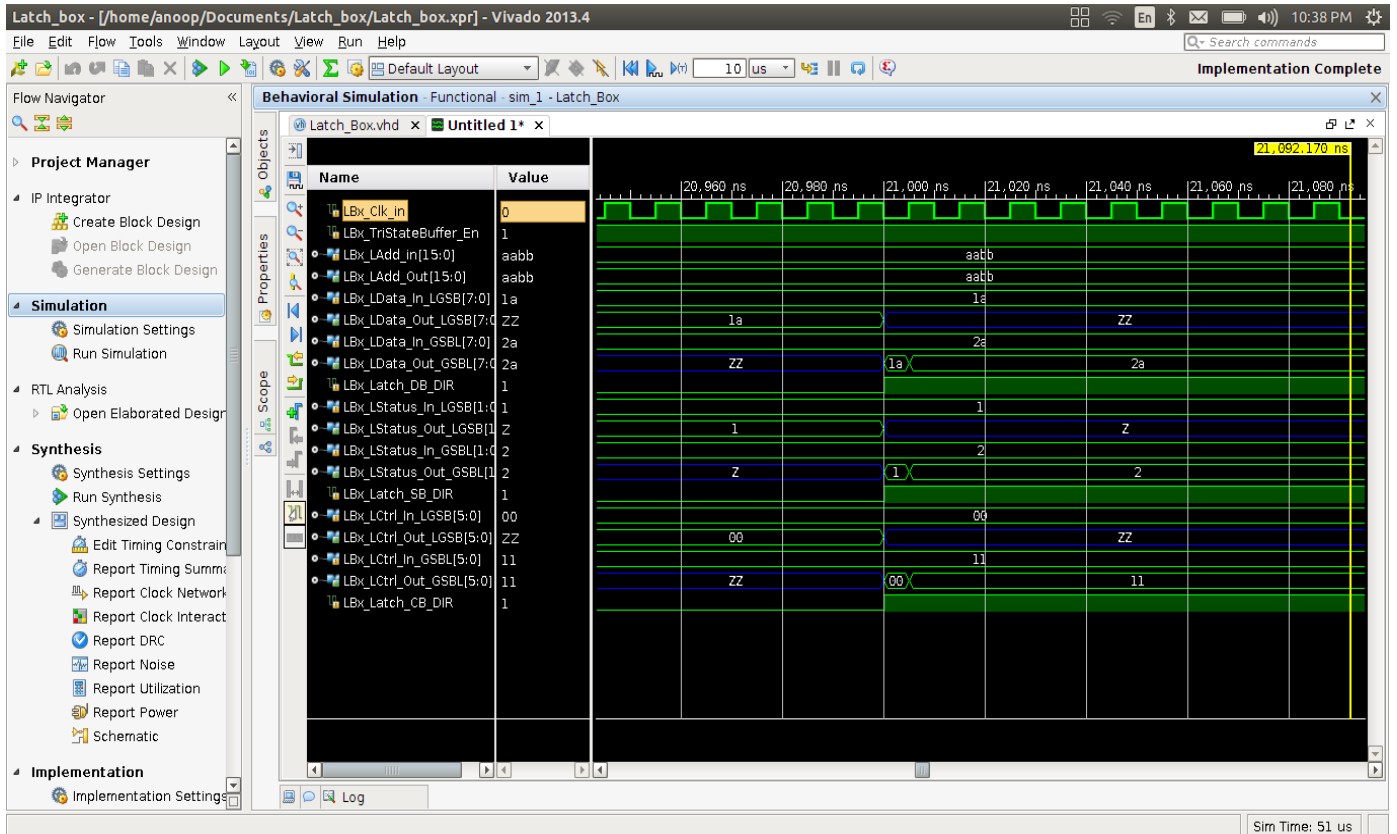 Latch_box - [/home/anoop/Documents/Latch_box/Latch_box.xpr] - Vivado 2013.4
En
10:38 PM
File Edit Flow Tools Window Layout View Run Help
Search commands
Default Layout
10 us
Implementation Complete
Flow Navigator
Behavioral Simulation - Functional - sim_1 - Latch_Box
Latch_Box.vhd
Untitled 1*
Project Manager
IP Integrator
Create Block Design
Open Block Design
Generate Block Design
Simulation
Simulation Settings
Run Simulation
RTL Analysis
Open Elaborated Design
Synthesis
Synthesis Settings
Run Synthesis
Synthesized Design
Edit Timing Constrain
Report Timing Summa
Report Clock Network
Report Clock Interact
Report DRC
Report Noise
Report Utilization
Report Power
Schematic
Implementation
Implementation Settings
Objects
Properties
Scope
Name Value
LBx_Clk_in 0
LBx_TriStateBuffer_En 1
LBx_LAdd_in[15:0] aabb
LBx_LAdd_Out[15:0] aabb
LBx_LData_In_LGSB[7:0] 1a
LBx_LData_Out_LGSB[7:0 ZZ
LBx_LData_In_GSBL[7:0] 2a
LBx_LData_Out_GSBL[7:0 2a
LBx_Latch_DB_DIR 1
LBx_LStatus_In_LGSB[1:0 1
LBx_LStatus_Out_LGSB[1 Z
LBx_LStatus_In_GSBL[1:0 2
LBx_LStatus_Out_GSBL[1 2
LBx_Latch_SB_DIR 1
LBx_LCtrl_In_LGSB[5:0] 00
LBx_LCtrl_Out_LGSB[5:0] ZZ
LBx_LCtrl_In_GSBL[5:0] 11
LBx_LCtrl_Out_GSBL[5:0] 11
LBx_Latch_CB_DIR 1
21,092.170 ns
20,960 ns 20,980 ns 21,000 ns 21,020 ns 21,040 ns 21,060 ns 21,080 ns
aabb
aabb
1a
1a ZZ
2a
ZZ 1a 2a
1
1 Z
2
Z 1 2
00
00 ZZ
11
ZZ 00 11
Log
Sim Time: 51 us